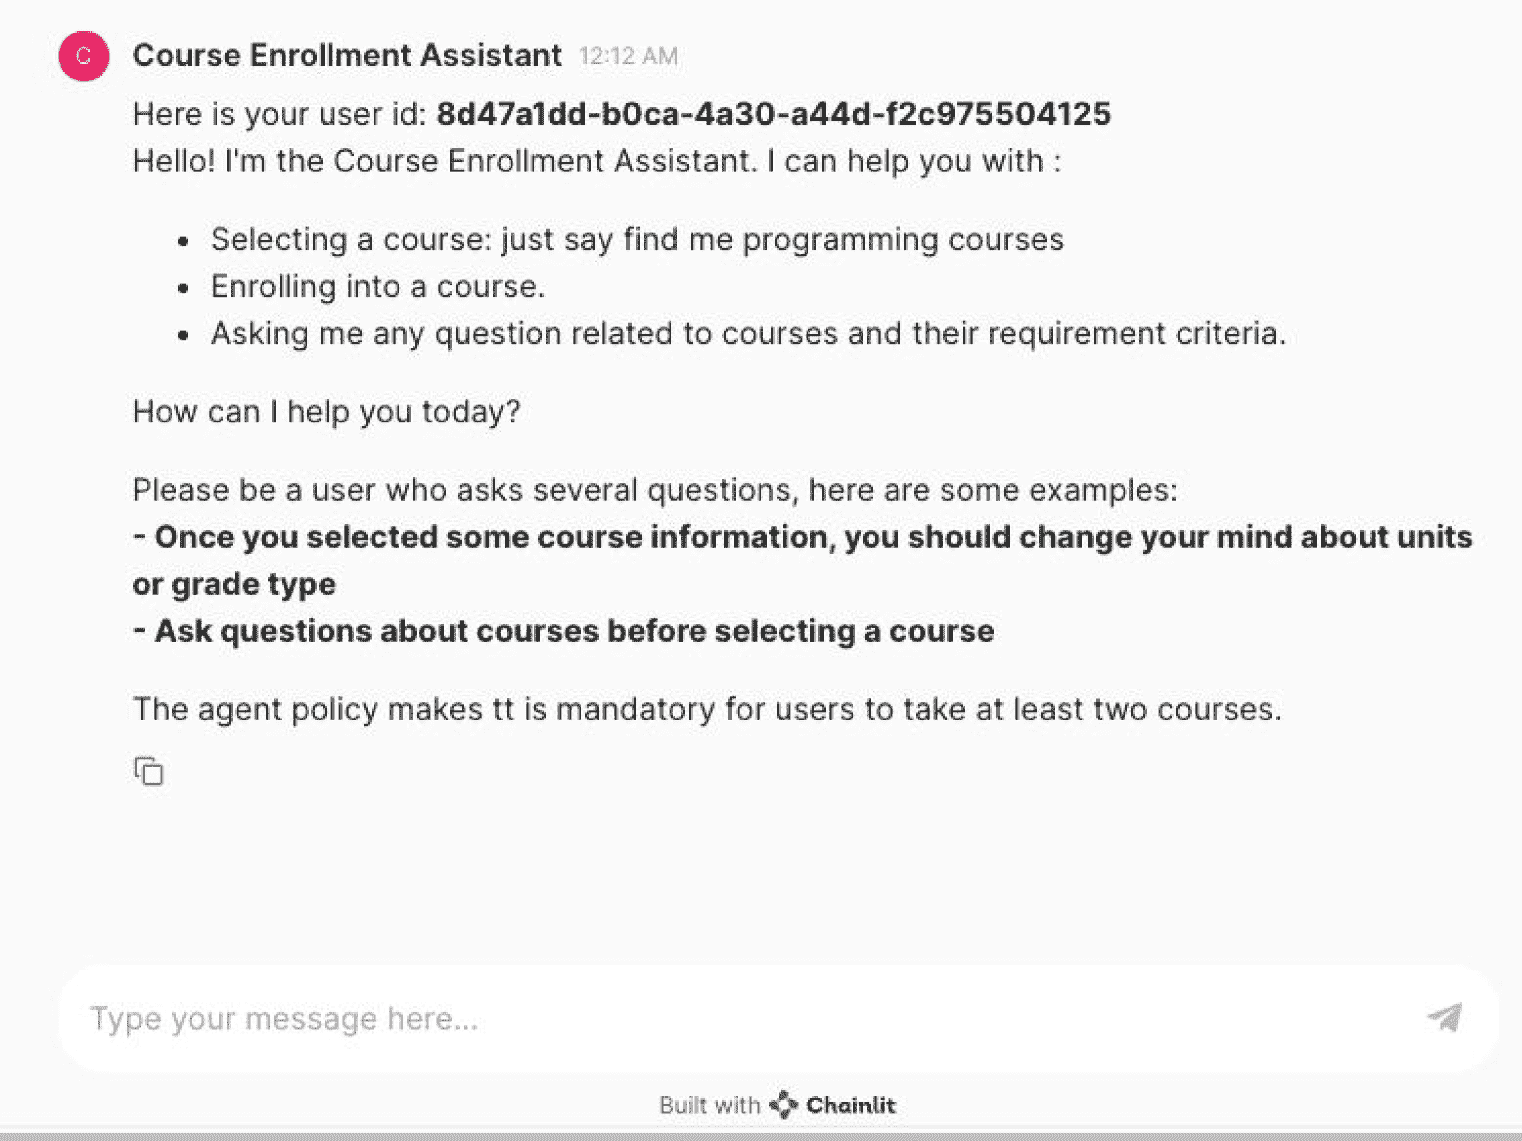 C
Course Enrollment Assistant 12:12 AM
Here is your user id: 8d47a1dd-b0ca-4a30-a44d-f2c975504125
Hello! I'm the Course Enrollment Assistant. I can help you with :
• Selecting a course: just say find me programming courses
• Enrolling into a course.
• Asking me any question related to courses and their requirement criteria.
How can I help you today?
Please be a user who asks several questions, here are some examples:
- Once you selected some course information, you should change your mind about units
or grade type
- Ask questions about courses before selecting a course
The agent policy makes tt is mandatory for users to take at least two courses.
Type your message here...
Built with Chainlit